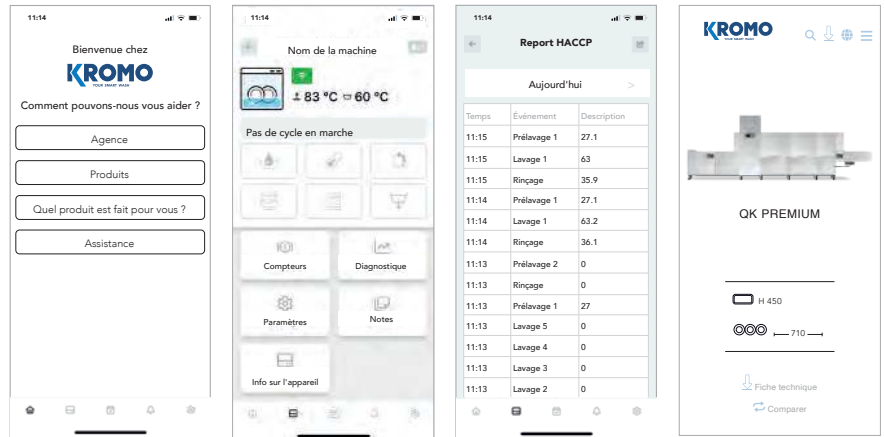 11:14
Bienvenue chez
KROMO
YOUR SMART WASH
Comment pouvons-nous vous aider ?
Agence
Produits
Quel produit est fait pour vous ?
Assistance
11:14
Nom de la machine
83 °C 60 °C
Pas de cycle en marche
Compteurs
Diagnostique
Paramètres
Notes
Info sur l'appareil
11:14
Report HACCP
Aujourd'hui >
Temps Événement Description
11:15 Prélavage 1 27.1
11:15 Lavage 1 63
11:15 Rinçage 35.9
11:14 Prélavage 1 27.1
11:14 Lavage 1 63.2
11:14 Rinçage 36.1
11:13 Prélavage 2 0
11:13 Rinçage 0
11:13 Prélavage 1 27
11:13 Lavage 5 0
11:13 Lavage 4 0
11:13 Lavage 3 0
11:13 Lavage 2 0
KROMO
YOUR SMART WASH
QK PREMIUM
H 450
710
Fiche technique
Comparer